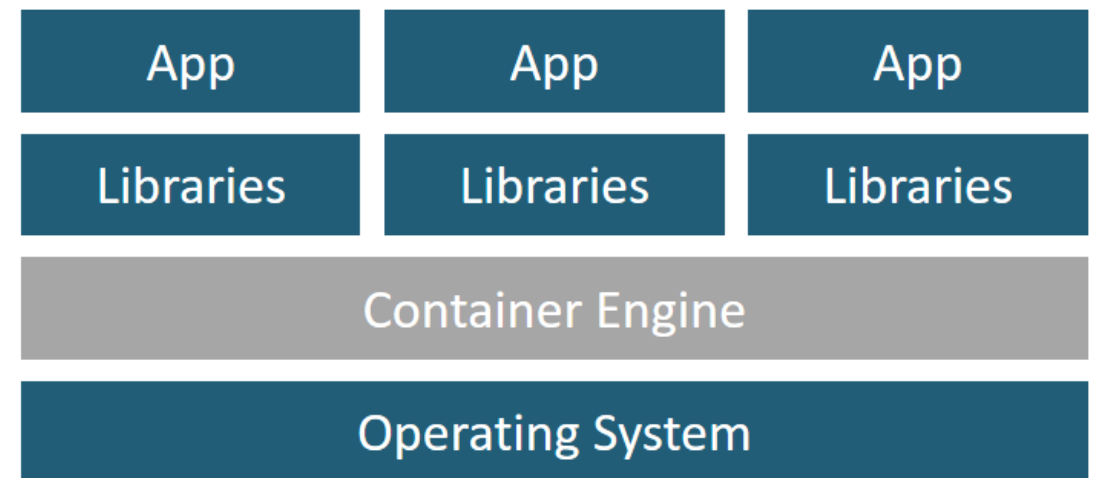 App App App
Libraries Libraries Libraries
Container Engine
Operating System